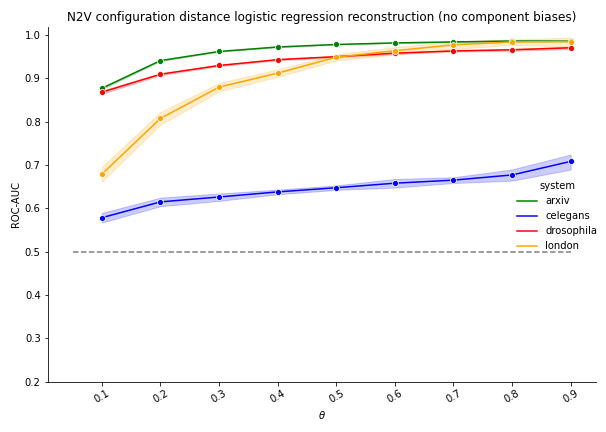 N2V configuration distance logistic regression reconstruction (no component biases)
1.0
0.9
0.8
0.7
0.6
0.5
0.4
0.3
0.2
ROC-AUC
system
arxiv
celegans
drosophila
london
0.1 0.2 0.3 0.4 0.5 0.6 0.7 0.8 0.9
θ